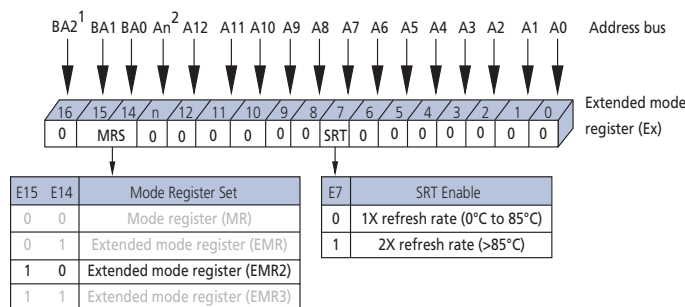 BA2¹ BA1 BA0 An² A12 A11 A10 A9 A8 A7 A6 A5 A4 A3 A2 A1 A0 Address bus
16 15 14 n 12 11 10 9 8 7 6 5 4 3 2 1 0 Extended mode
register (Ex)
0 MRS 0 0 0 0 0 0 SRT 0 0 0 0 0 0 0
E15 E14 Mode Register Set
0 0 Mode register (MR)
0 1 Extended mode register (EMR)
1 0 Extended mode register (EMR2)
1 1 Extended mode register (EMR3)
E7 SRT Enable
0 1X refresh rate (0°C to 85°C)
1 2X refresh rate (>85°C)